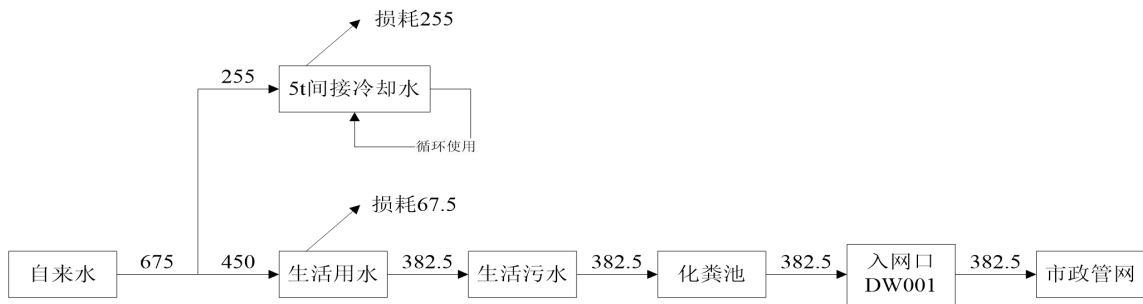 损耗255
255
5t间接冷却水
循环使用
损耗67.5
自来水
675
450
生活用水
382.5
生活污水
382.5
化粪池
382.5
入网口
DW001
382.5
市政管网